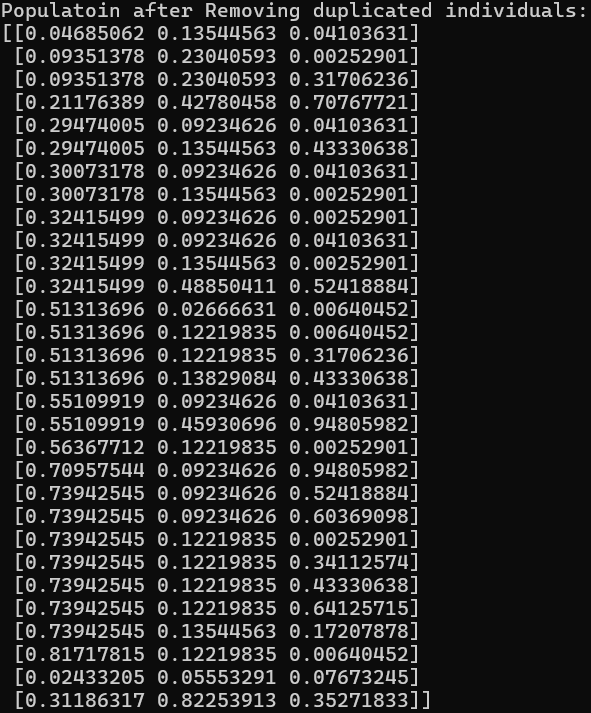 Populatoin after Removing duplicated individuals:
[[0.04685062 0.13544563 0.04103631]
[0.09351378 0.23040593 0.00252901]
[0.09351378 0.23040593 0.31706236]
[0.21176389 0.42780458 0.70767721]
[0.29474005 0.09234626 0.04103631]
[0.29474005 0.13544563 0.43330638]
[0.30073178 0.09234626 0.04103631]
[0.30073178 0.13544563 0.00252901]
[0.32415499 0.09234626 0.00252901]
[0.32415499 0.09234626 0.04103631]
[0.32415499 0.13544563 0.00252901]
[0.32415499 0.48850411 0.52418884]
[0.51313696 0.02666631 0.00640452]
[0.51313696 0.12219835 0.00640452]
[0.51313696 0.12219835 0.31706236]
[0.51313696 0.13829084 0.43330638]
[0.55109919 0.09234626 0.04103631]
[0.55109919 0.45930696 0.94805982]
[0.56367712 0.12219835 0.00252901]
[0.70957544 0.09234626 0.94805982]
[0.73942545 0.09234626 0.52418884]
[0.73942545 0.09234626 0.60369098]
[0.73942545 0.12219835 0.00252901]
[0.73942545 0.12219835 0.34112574]
[0.73942545 0.12219835 0.43330638]
[0.73942545 0.12219835 0.64125715]
[0.73942545 0.13544563 0.17207878]
[0.81717815 0.12219835 0.00640452]
[0.02433205 0.05553291 0.07673245]
[0.31186317 0.82253913 0.35271833]]